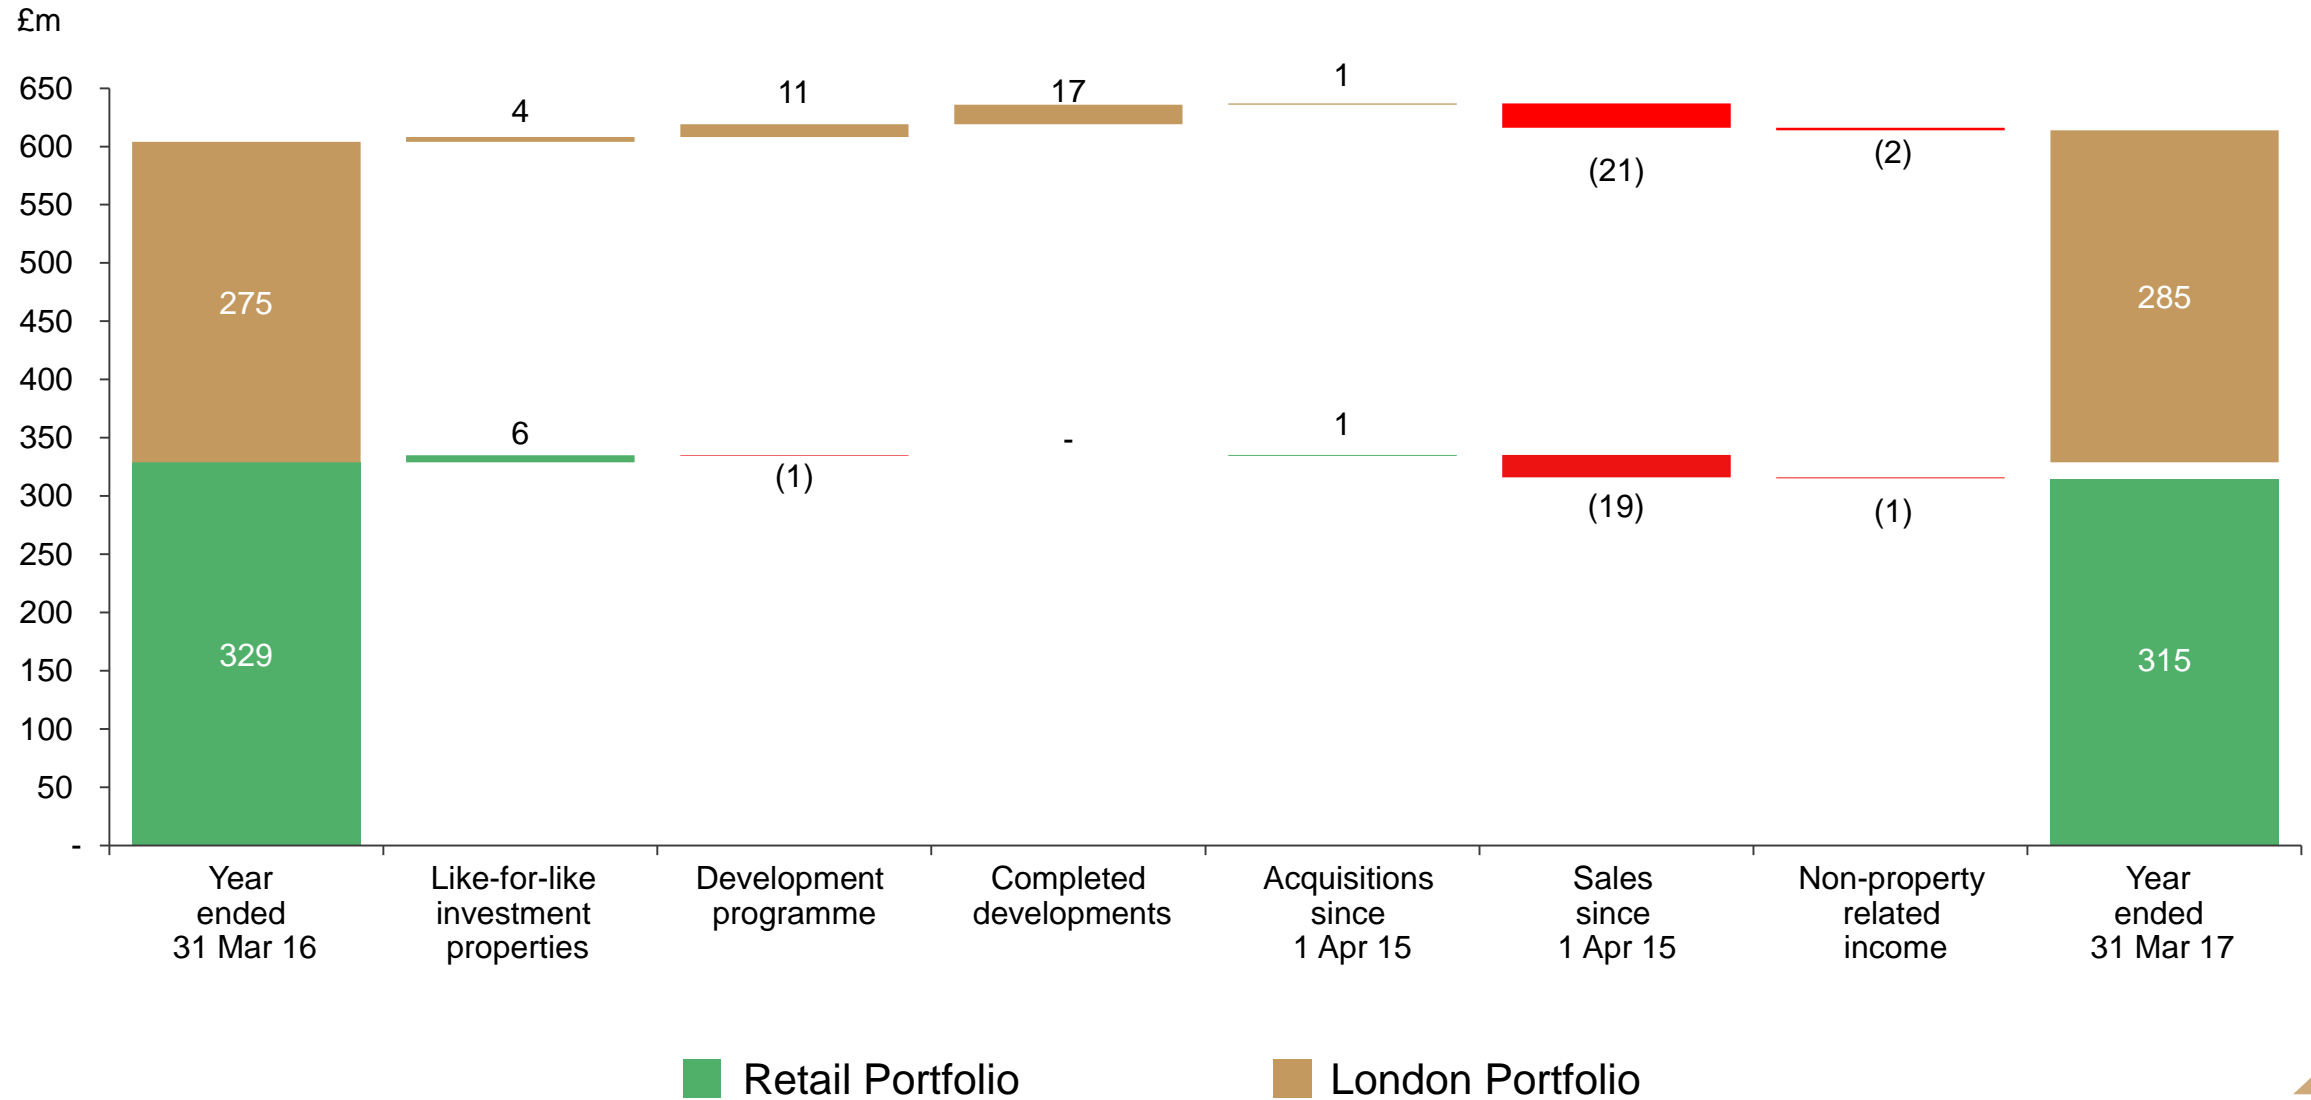 £m
650
600
550
500
450
400
350
300
250
200
150
100
50
-
275
329
4
6
11
(1)
17
-
1
1
(21)
(19)
(2)
(1)
285
315
Year
ended
31 Mar 16
Like-for-like
investment
properties
Development
programme
Completed
developments
Acquisitions
since
1 Apr 15
Sales
since
1 Apr 15
Non-property
related
income
Year
ended
31 Mar 17
Retail Portfolio
London Portfolio